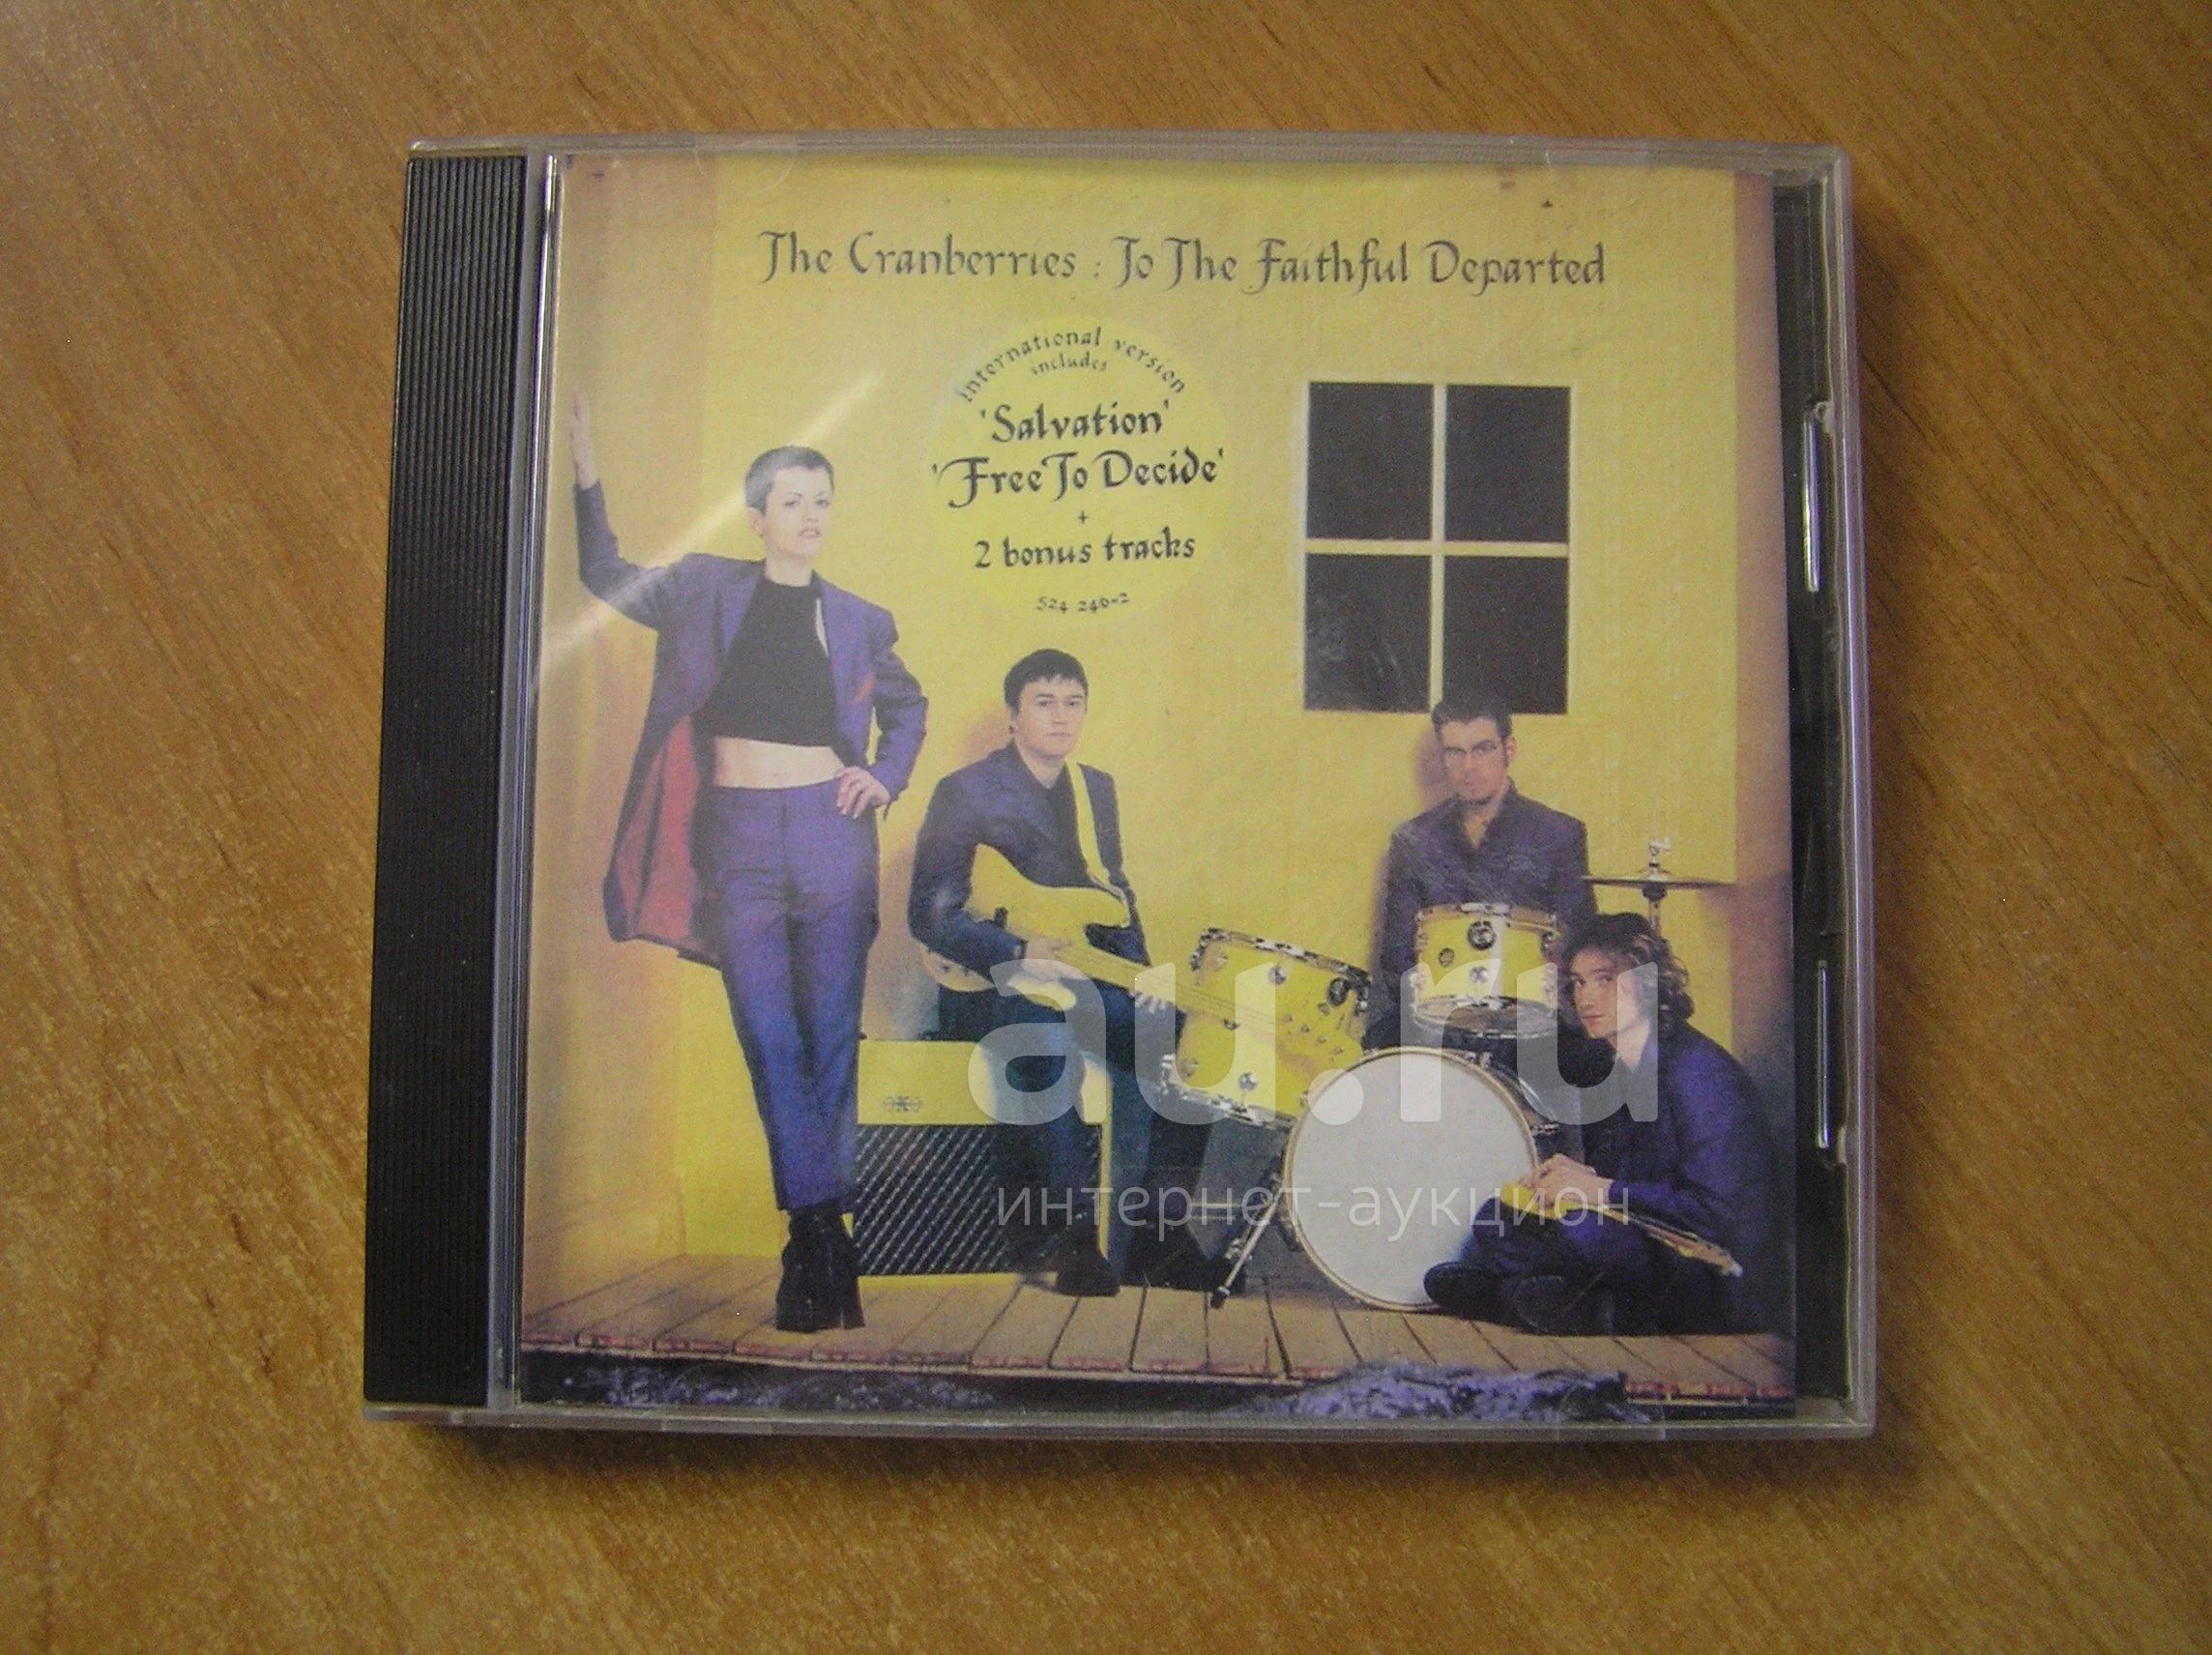 The Cranberries : To The Faithful Departed
International version
includes
'Salvation'
'Free To Decide'
+
2 bonus tracks
524 246-2
au.ru
интернет-аукцион